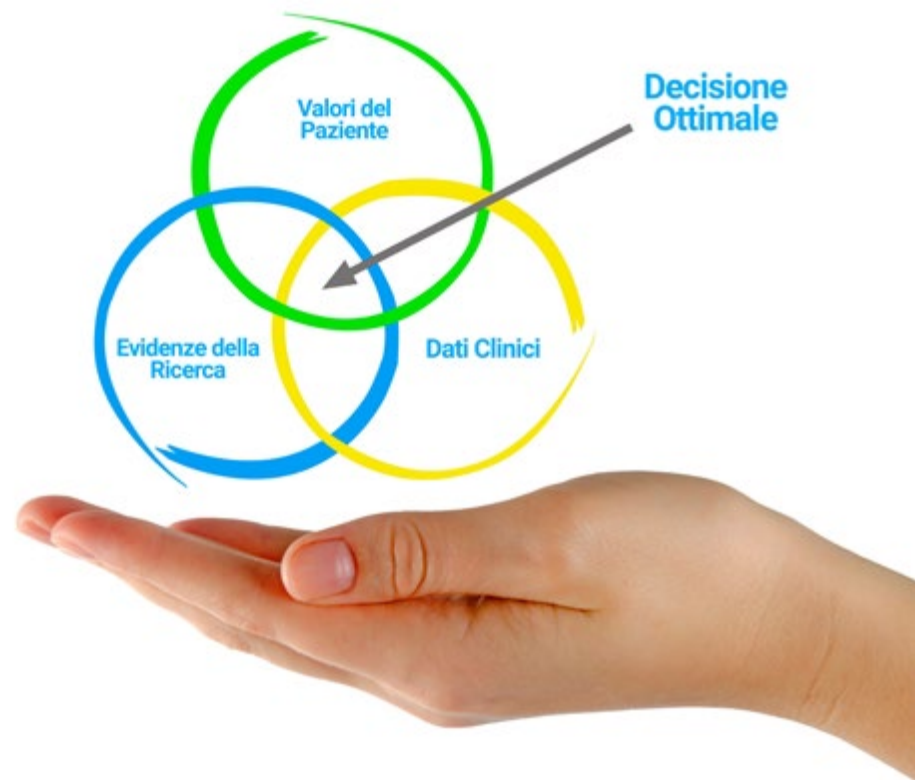 Valori del
Paziente
Decisione
Ottimale
Evidenze della
Ricerca
Dati Clinici